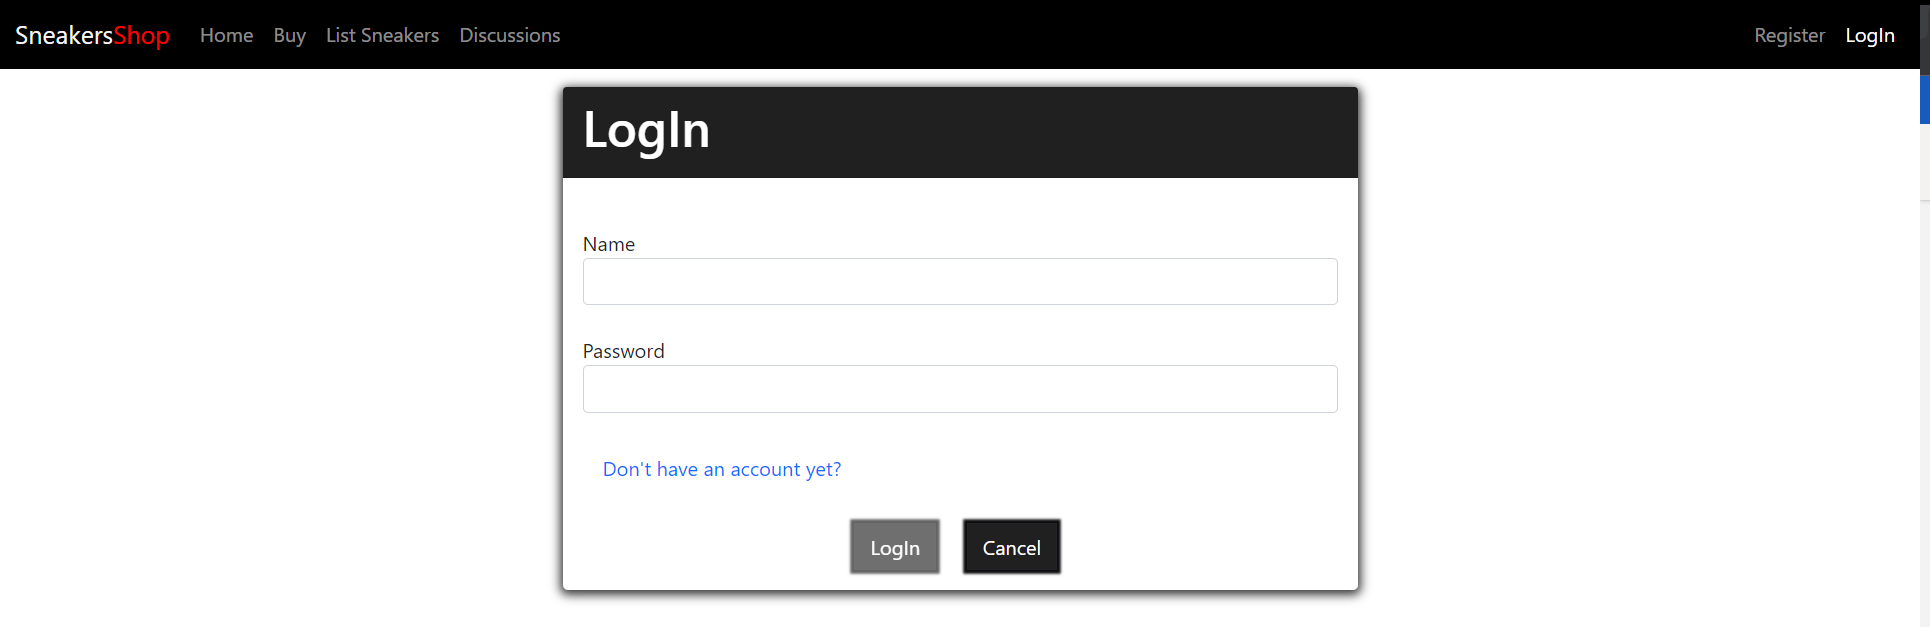 SneakersShop Home Buy List Sneakers Discussions Register LogIn
LogIn
Name
Password
Don't have an account yet?
LogIn Cancel